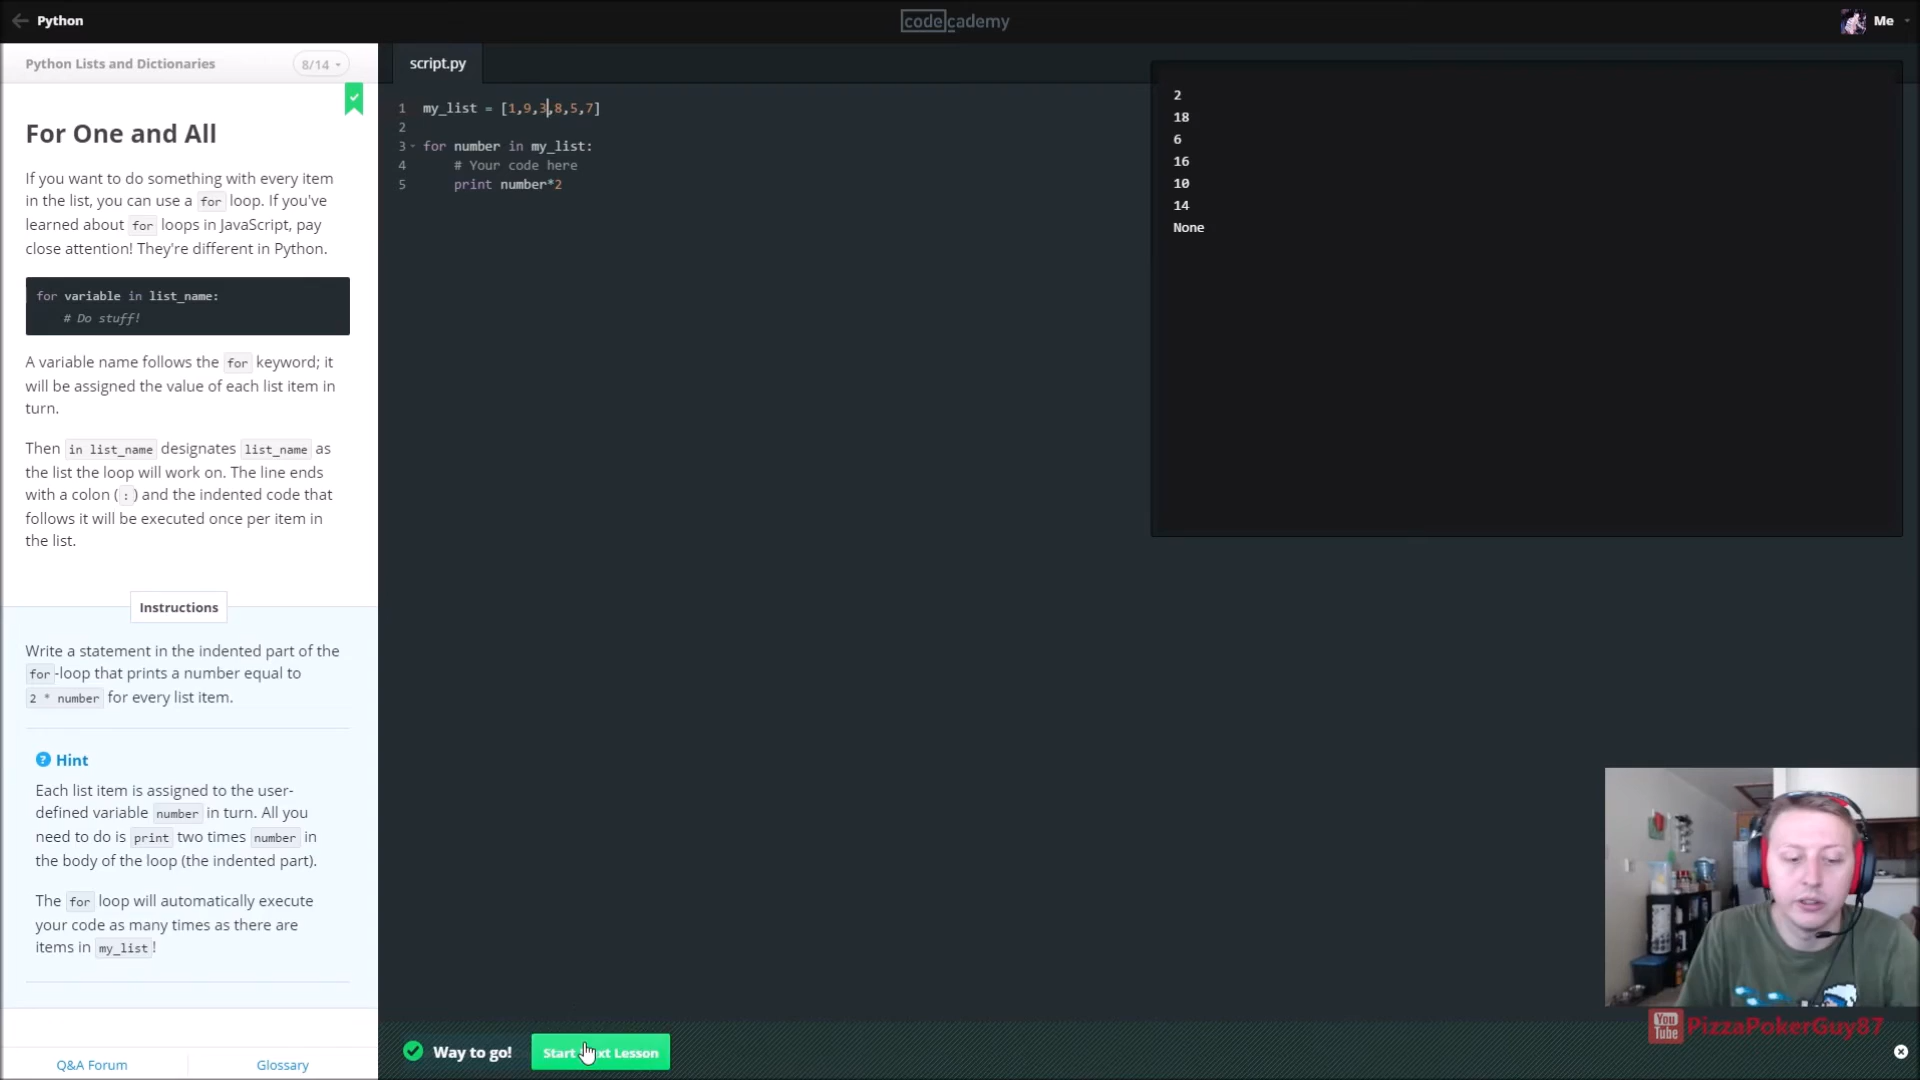 Python
codecademy
Me
Python Lists and Dictionaries
8/14
script.py
For One and All
If you want to do something with every item
in the list, you can use a for loop. If you've
learned about for loops in JavaScript, pay
close attention! They're different in Python.
for variable in list_name:
# Do stuff!
A variable name follows the for keyword; it
will be assigned the value of each list item in
turn.
Then in list_name designates list_name as
the list the loop will work on. The line ends
with a colon (:) and the indented code that
follows it will be executed once per item in
the list.
Instructions
Write a statement in the indented part of the
for-loop that prints a number equal to
2 * number for every list item.
? Hint
Each list item is assigned to the user-
defined variable number in turn. All you
need to do is print two times number in
the body of the loop (the indented part).
The for loop will automatically execute
your code as many times as there are
items in my_list!
Q&A Forum
Glossary
1 my_list = [1,9,3,8,5,7]
2
3 for number in my_list:
4 # Your code here
5 print number*2
2
18
6
16
10
14
None
Way to go!
Start Next Lesson
You Tube PizzaPokerGuy87